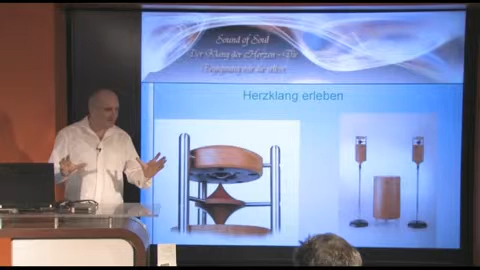 Sound of Soul
Der Klang der Herzen - Die
Begegnung mit dir selbst
Herzklang erleben